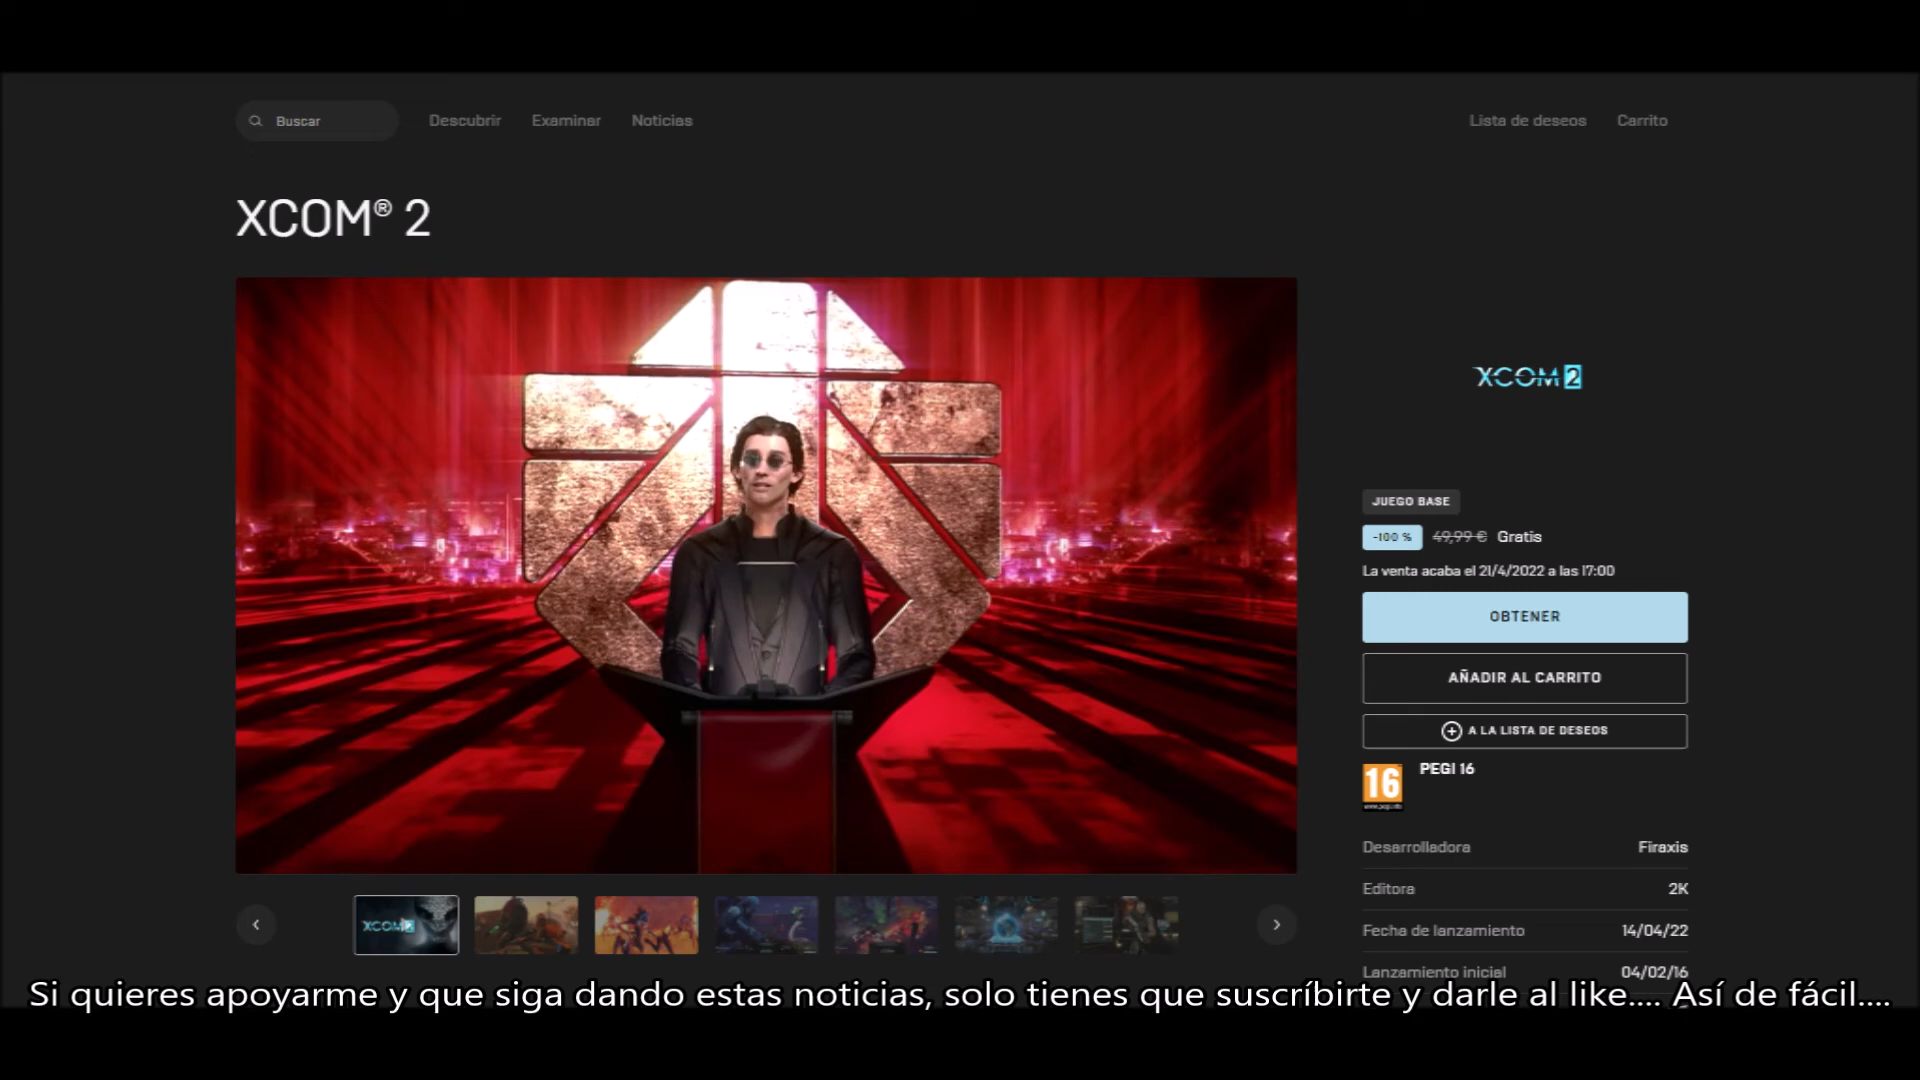 Buscar
Descubrir
Examinar
Noticias
Lista de deseos
Carrito
XCOM® 2
XCOM 2
JUEGO BASE
-100 % 49,99 € Gratis
La venta acaba el 21/4/2022 a las 17:00
OBTENER
AÑADIR AL CARRITO
A LA LISTA DE DESEOS
16
PEGI 16
Desarrolladora Firaxis
Editora 2K
Fecha de lanzamiento 14/04/22
Lanzamiento inicial 04/02/16
XCOM 2
Si quieres apoyarme y que siga dando estas noticias, solo tienes que suscríbirte y darle al like.... Así de fácil....